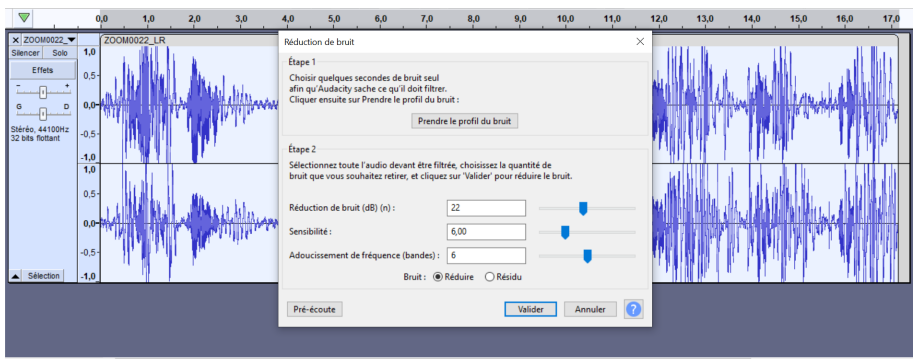 0,0 1,0 2,0 3,0 4,0 5,0 6,0 7,0 8,0 9,0 10,0 11,0 12,0 13,0 14,0 15,0 16,0 17,0
ZOOM0022_
ZOOM0022_LR
Silencer Solo
Effets
- +
G D
Stéréo, 44100Hz
32 bits flottant
Sélection
1,0
0,5-
0,0-
-0,5-
-1,0
1,0
0,5-
0,0-
-0,5-
-1,0
Réduction de bruit
Étape 1
Choisir quelques secondes de bruit seul
afin qu'Audacity sache ce qu'il doit filtrer.
Cliquer ensuite sur Prendre le profil du bruit :
Prendre le profil du bruit
Étape 2
Sélectionnez toute l'audio devant être filtrée, choisissez la quantité de
bruit que vous souhaitez retirer, et cliquez sur 'Valider' pour réduire le bruit.
Réduction de bruit (dB) (n) : 22
Sensibilité : 6,00
Adoucissement de fréquence (bandes) : 6
Bruit : Réduire Résidu
Pré-écoute Valider Annuler ?